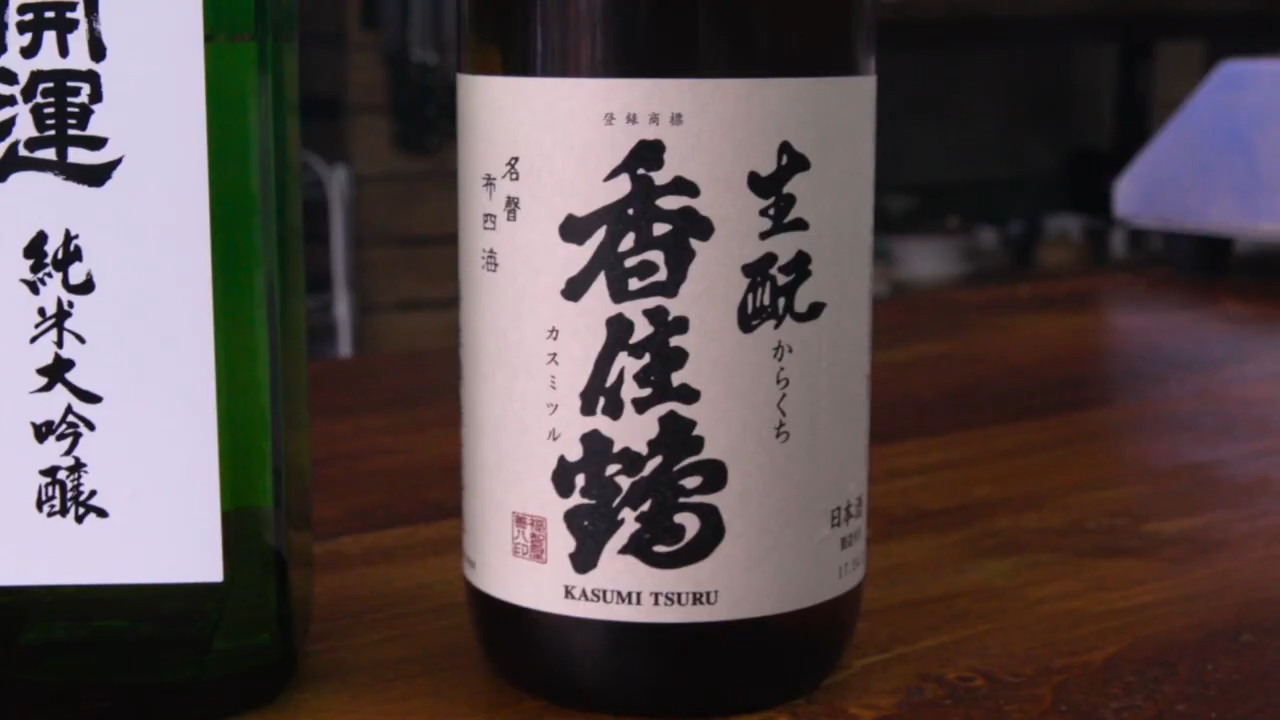 開運
純米大吟醸
登録商標
生酛
からくち
香住鶴
カスミツル
名聲
布四海
KASUMI TSURU
日本酒